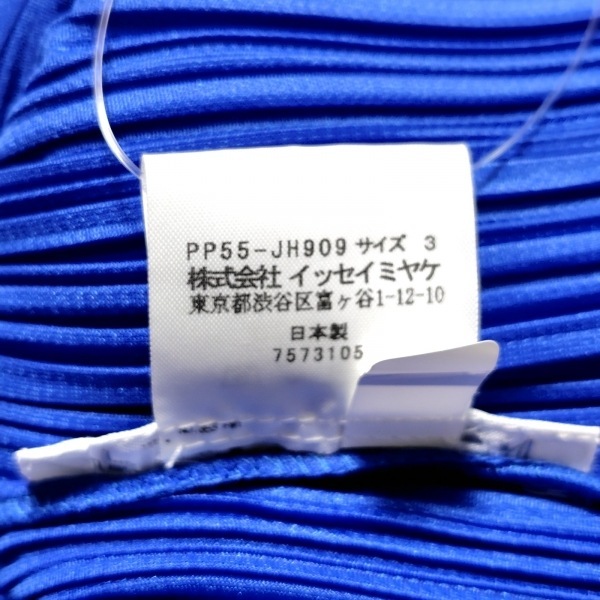 PP55-JH909 サイズ 3
株式会社 イッセイミヤケ
東京都渋谷区富ヶ谷1-12-10
日本製
7573105